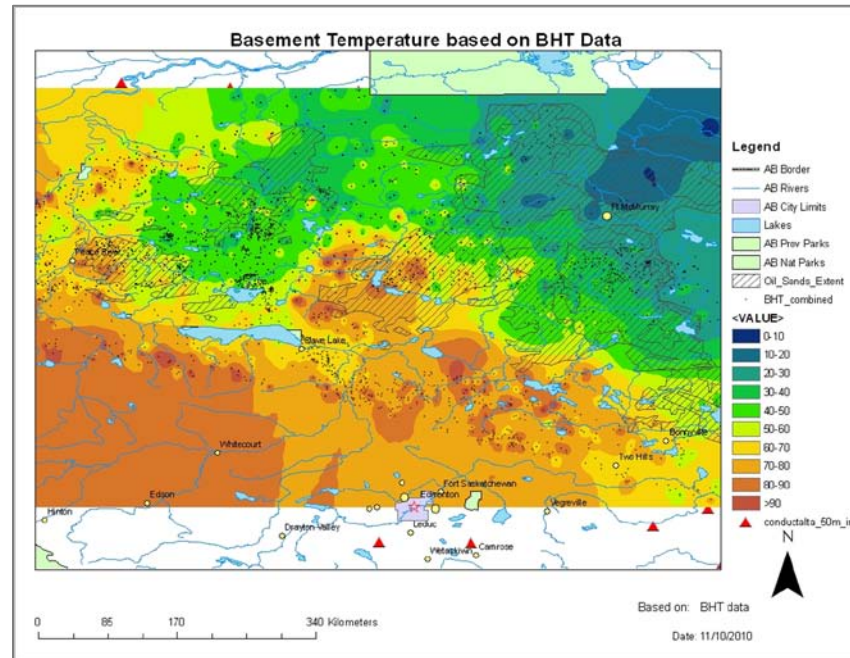 Basement Temperature based on BHT Data
Legend
AB Border
AB Rivers
AB City Limits
Lakes
AB Prov Parks
AB Nat Parks
Oil_Sands_Extent
BHT_combined
<VALUE>
0-10
10-20
20-30
30-40
40-50
50-60
60-70
70-80
80-90
>90
conductalta_50m_in
N
Ft McMurray
Peace River
Slave Lake
Whitecourt
Bonnyville
Two Hills
Fort Saskatchewan
Edmonton
Edson
Hinton
Vegreville
Drayton Valley
Leduc
Wetaskiwin
Camrose
0 85 170 340 Kilometers
Based on: BHT data
Date: 11/10/2010